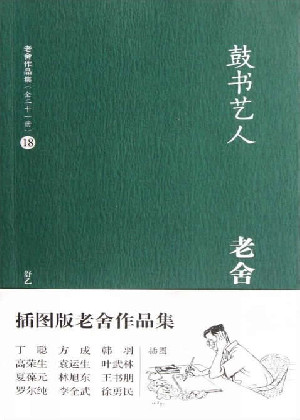 鼓书艺人
老舍
老舍作品集(全二十一册)
18
舒乙
插图版老舍作品集
丁聪 方成 韩羽
高荣生 袁运生 叶武林
夏葆元 林旭东 王书朋
罗尔纯 李全武 徐勇民
插图